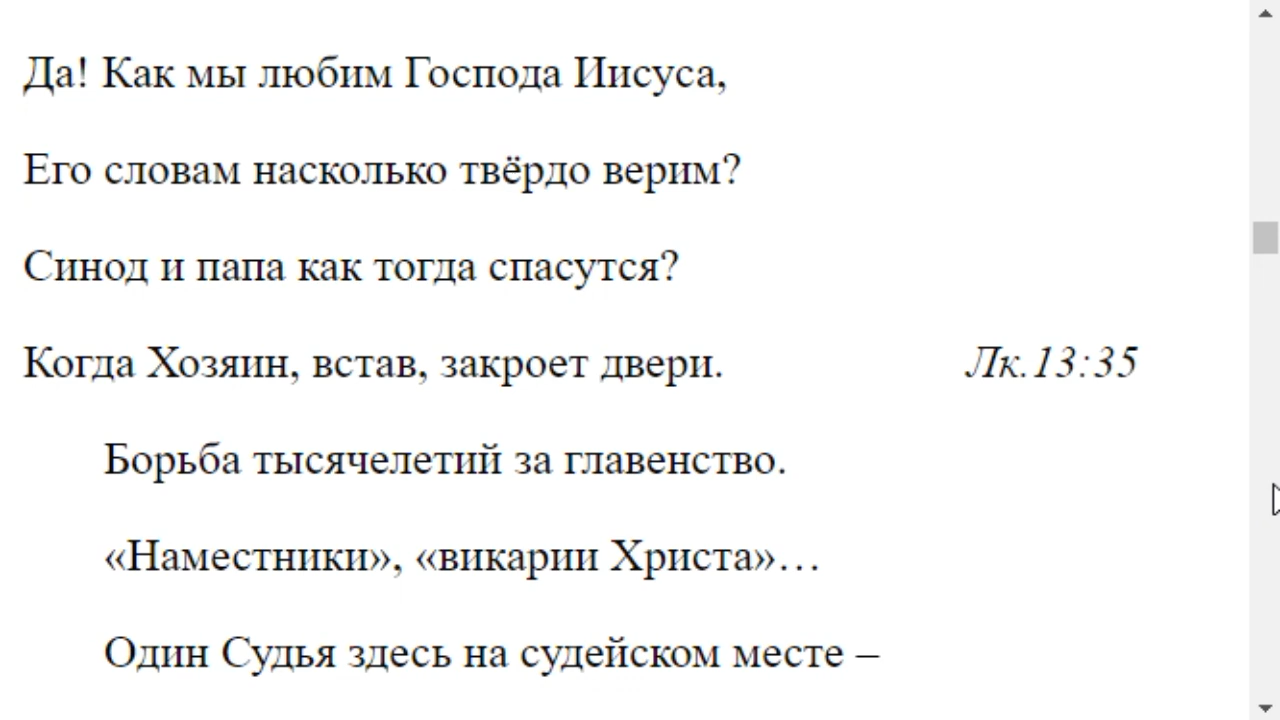 Да! Как мы любим Господа Иисуса,
Его словам насколько твёрдо верим?
Синод и папа как тогда спасутся?
Когда Хозяин, встав, закроет двери. Лк.13:35
Борьба тысячелетий за главенство.
«Наместники», «викарии Христа»…
Один Судья здесь на судейском месте –